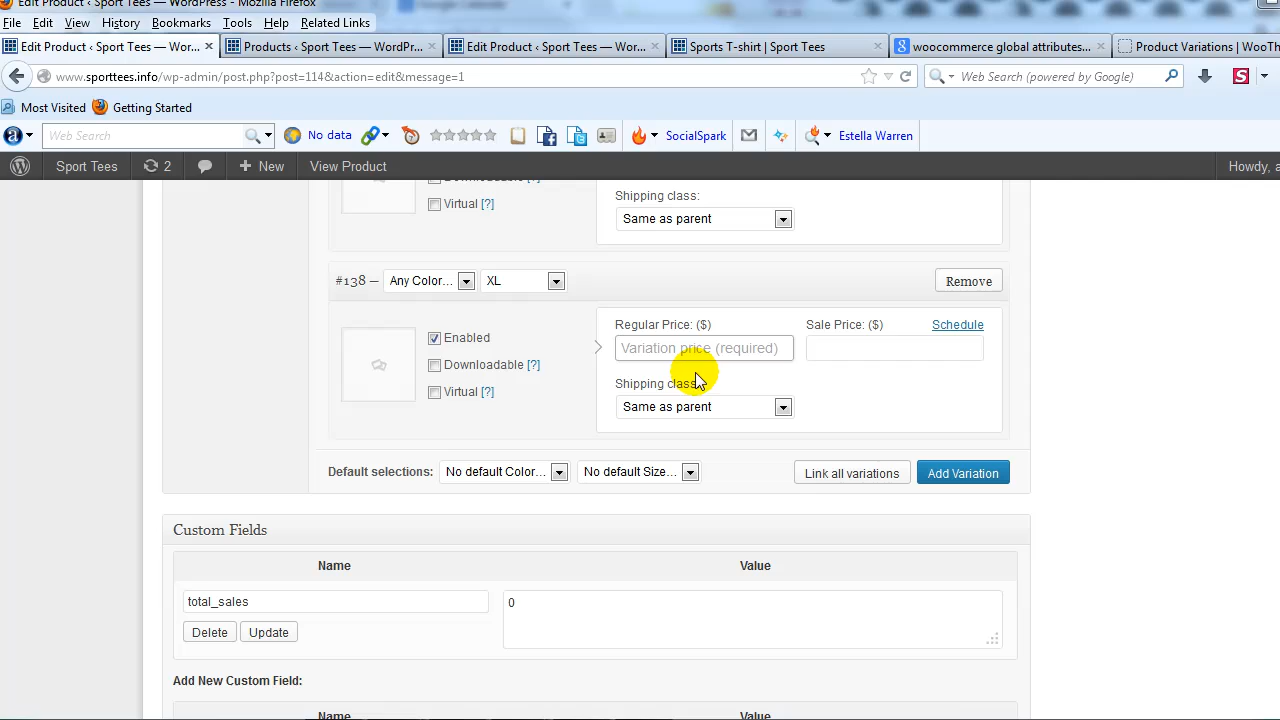 Edit Product ‹ Sport Tees — WordPress - Mozilla Firefox
File Edit View History Bookmarks Tools Help Related Links
Edit Product ‹ Sport Tees — Wor... × Products ‹ Sport Tees — WordPr... × Edit Product ‹ Sport Tees — Wor... × Sports T-shirt | Sport Tees × woocommerce global attributes... × Product Variations | WooTh
www.sporttees.info/wp-admin/post.php?post=114&action=edit&message=1 Web Search (powered by Google) S
Most Visited Getting Started
a Web Search No data SocialSpark Estella Warren
Sport Tees 2 + New View Product Howdy, a
Shipping class:
Virtual [?]
Same as parent
#138 — Any Color... XL Remove
Regular Price: ($) Sale Price: ($) Schedule
Enabled
Variation price (required)
Downloadable [?]
Shipping class:
Virtual [?]
Same as parent
Default selections: No default Color... No default Size... Link all variations Add Variation
Custom Fields
Name Value
total_sales 0
Delete Update
Add New Custom Field:
Name Value